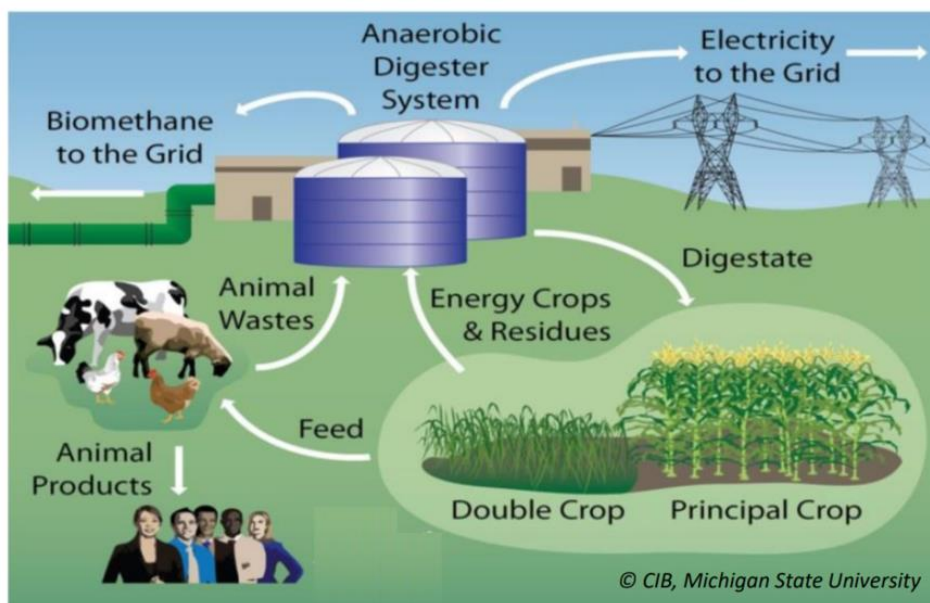 Anaerobic
Digester
System
Electricity
to the Grid
Biomethane
to the Grid
Digestate
Animal
Wastes
Energy Crops
& Residues
Feed
Animal
Products
Double Crop
Principal Crop
© CIB, Michigan State University